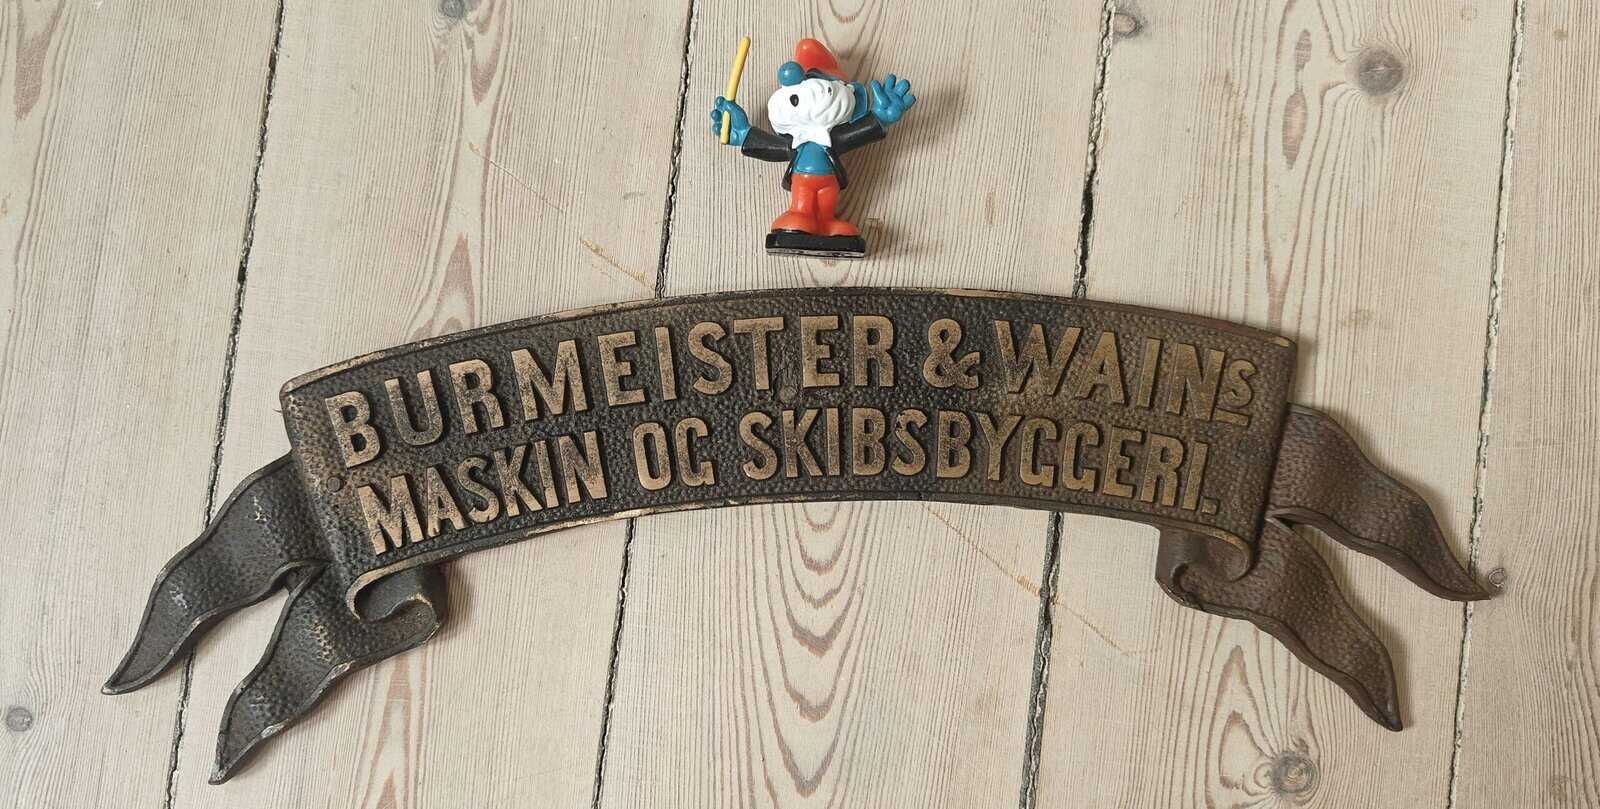 BURMEISTER & WAINS
MASKIN OG SKIBSBYGGERI.